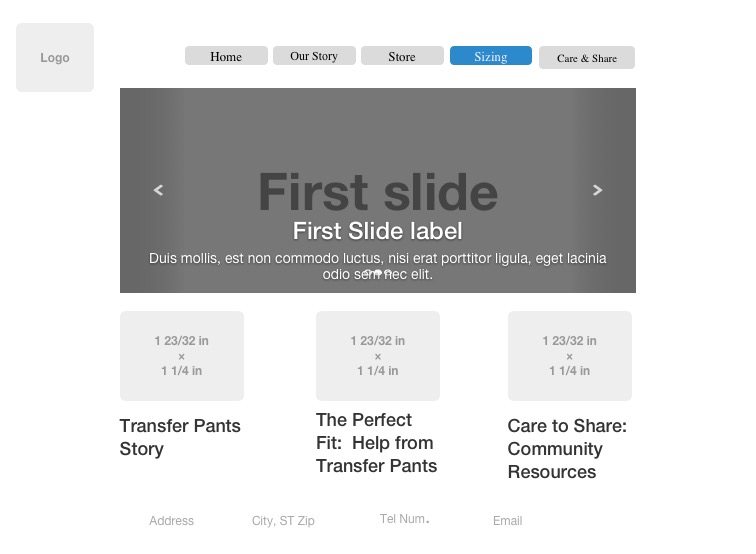 Logo
Home
Our Story
Store
Sizing
Care & Share
First slide
First Slide label
Duis mollis, est non commodo luctus, nisi erat porttitor ligula, eget lacinia
odio sem nec elit.
1 23/32 in
×
1 1/4 in
1 23/32 in
×
1 1/4 in
1 23/32 in
×
1 1/4 in
Transfer Pants
Story
The Perfect
Fit:  Help from
Transfer Pants
Care to Share:
Community
Resources
Address
City, ST Zip
Tel Num.
Email